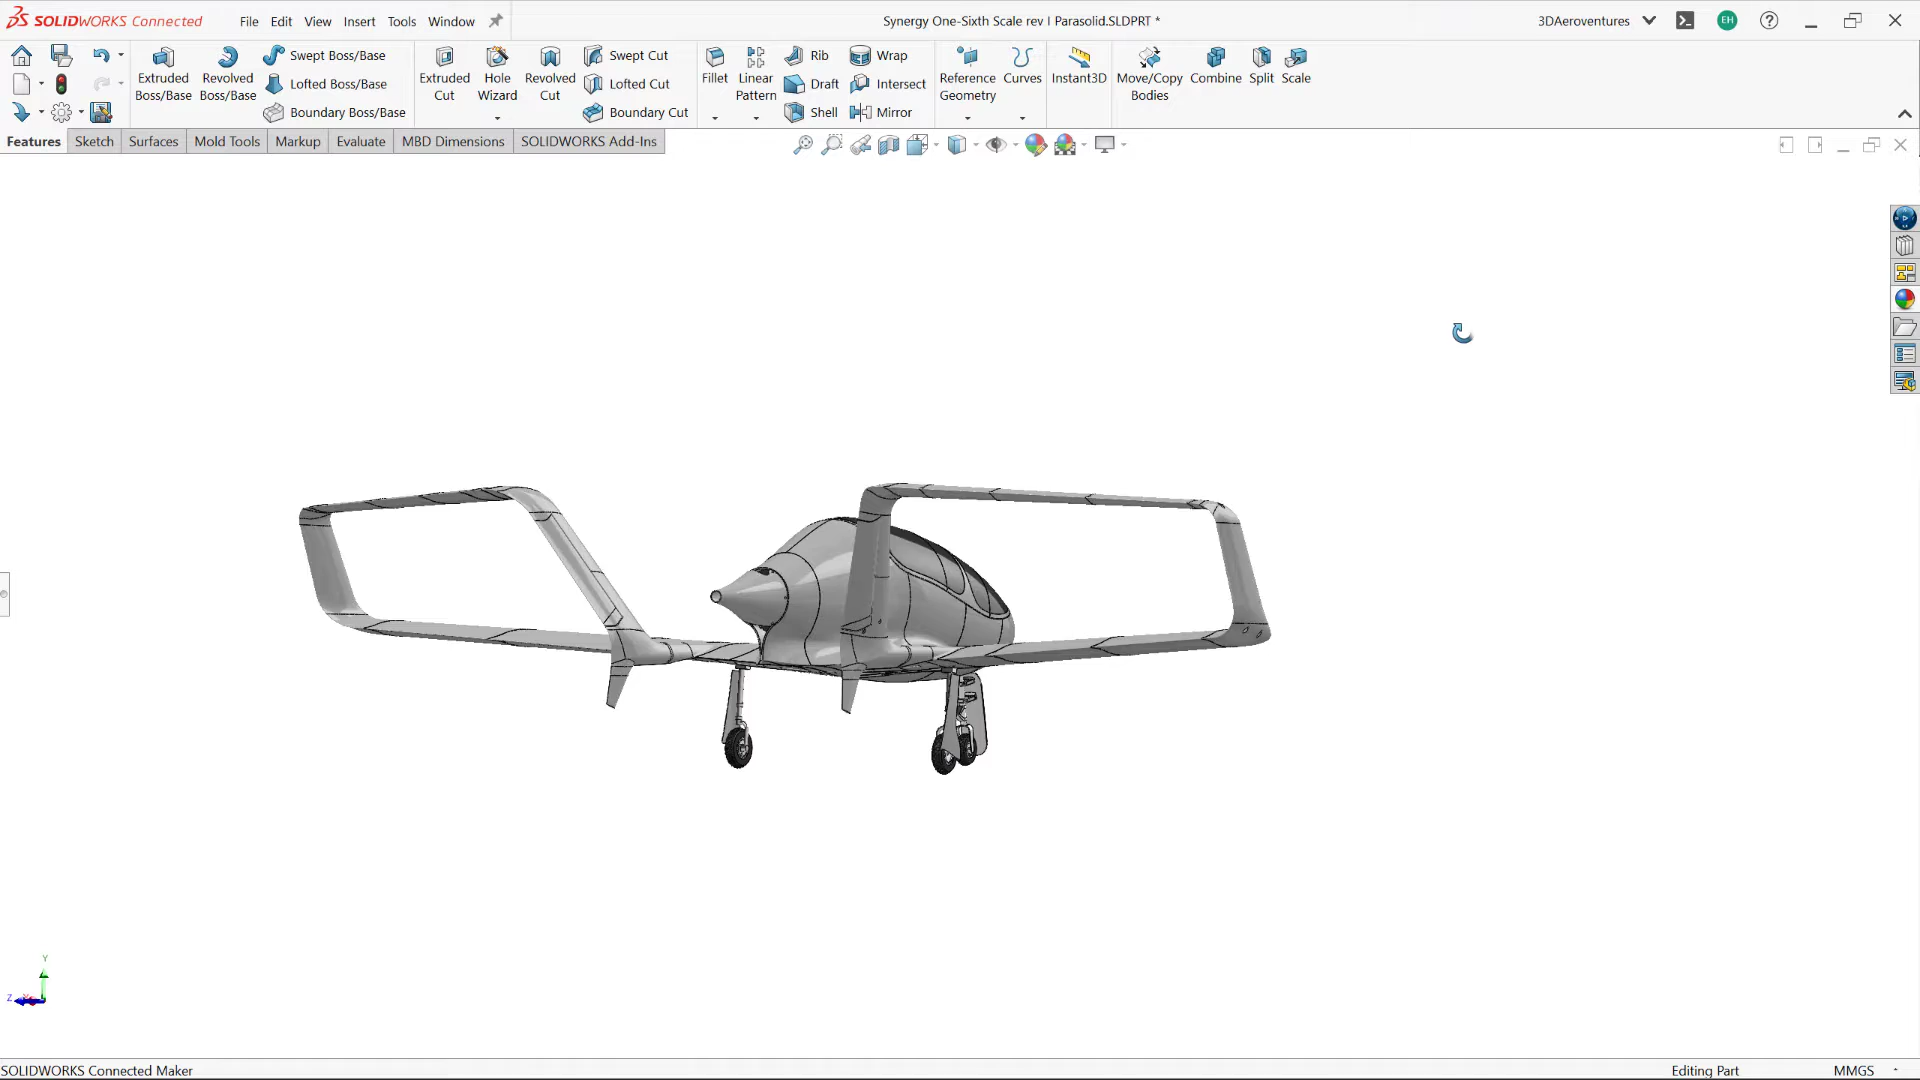 SOLIDWORKS Connected
File Edit View Insert Tools Window
Synergy One-Sixth Scale rev I Parasolid.SLDPRT *
3DAeroventures
EH
?
Extruded Boss/Base
Revolved Boss/Base
Swept Boss/Base
Lofted Boss/Base
Boundary Boss/Base
Extruded Cut
Hole Wizard
Revolved Cut
Swept Cut
Lofted Cut
Boundary Cut
Fillet
Linear Pattern
Rib
Draft
Shell
Wrap
Intersect
Mirror
Reference Geometry
Curves
Instant3D
Move/Copy Bodies
Combine
Split
Scale
Features Sketch Surfaces Mold Tools Markup Evaluate MBD Dimensions SOLIDWORKS Add-Ins
Y
Z
SOLIDWORKS Connected Maker
Editing Part
MMGS